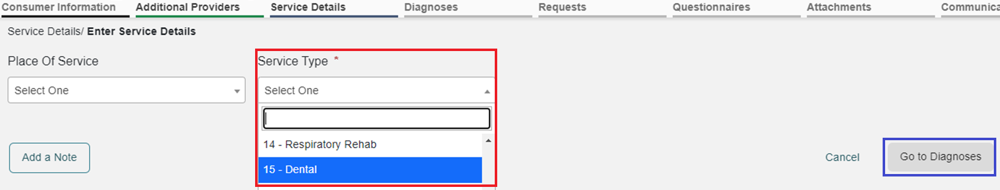 Consumer Information Additional Providers Service Details Diagnoses Requests Questionnaires Attachments Communica
Service Details/ Enter Service Details
Place Of Service Service Type *
Select One Select One
14 - Respiratory Rehab
Add a Note Cancel Go to Diagnoses
15 - Dental